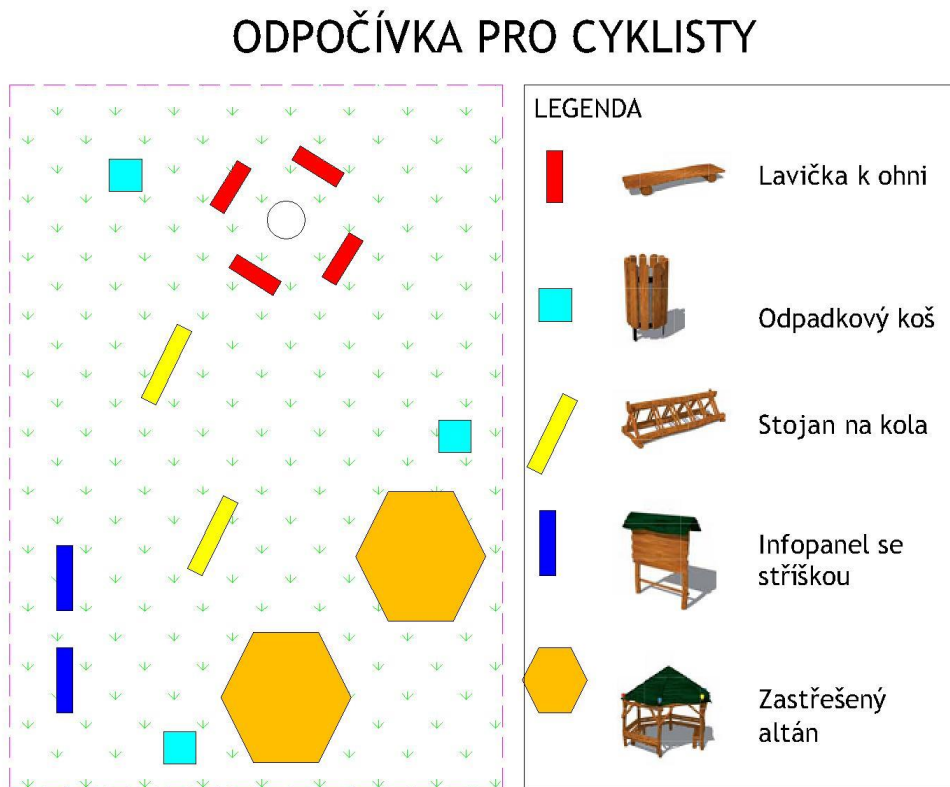 ODPOČÍVKA PRO CYKLISTY
LEGENDA
Lavička k ohni
Odpadkový koš
Stojan na kola
Infopanel se
stříškou
Zastřešený
altán